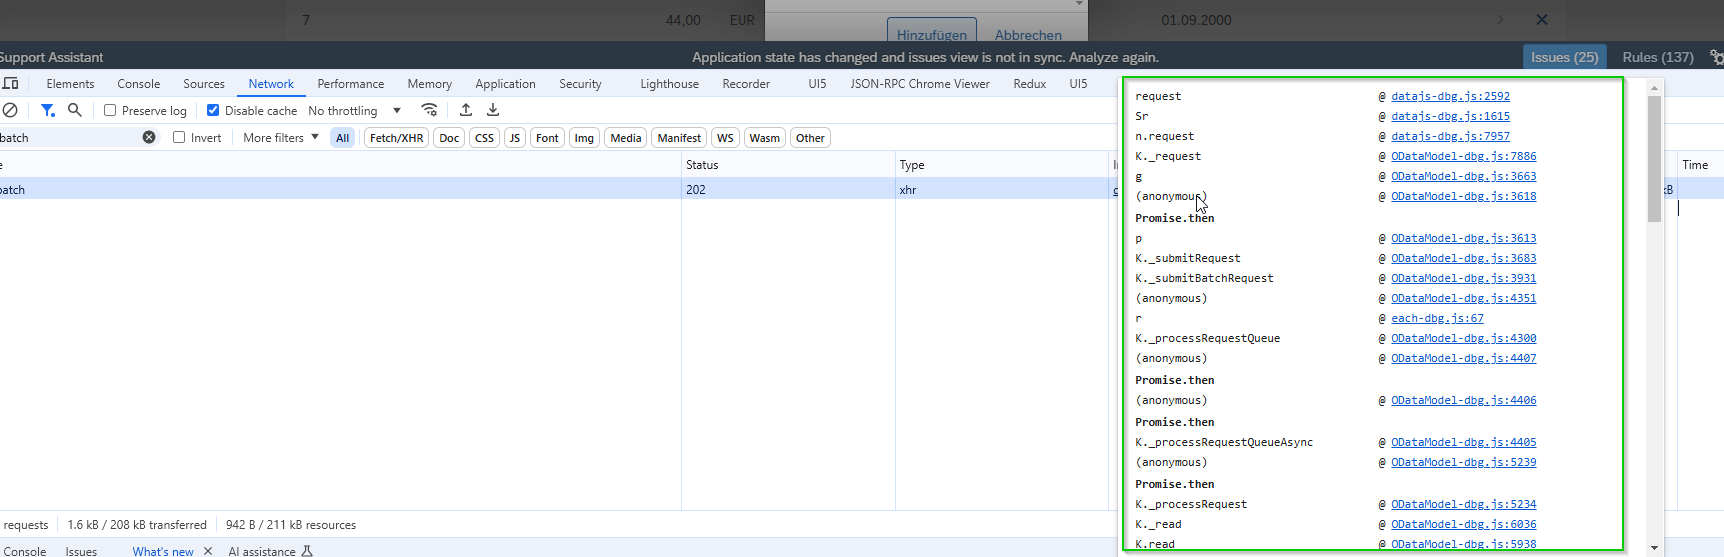 7 44,00 EUR 01.09.2000
Hinzufügen Abbrechen
Support Assistant Application state has changed and issues view is not in sync. Analyze again. Issues (25) Rules (137)
Elements Console Sources Network Performance Memory Application Security Lighthouse Recorder UI5 JSON-RPC Chrome Viewer Redux UI5
Preserve log Disable cache No throttling
batch Invert More filters All Fetch/XHR Doc CSS JS Font Img Media Manifest WS Wasm Other
e Status Type Time
batch 202 xhr kB
request @ datajs-dbg.js:2592
Sr @ datajs-dbg.js:1615
n.request @ datajs-dbg.js:7957
K._request @ ODataModel-dbg.js:7886
g @ ODataModel-dbg.js:3663
(anonymous) @ ODataModel-dbg.js:3618
Promise.then
p @ ODataModel-dbg.js:3613
K._submitRequest @ ODataModel-dbg.js:3683
K._submitBatchRequest @ ODataModel-dbg.js:3931
(anonymous) @ ODataModel-dbg.js:4351
r @ each-dbg.js:67
K._processRequestQueue @ ODataModel-dbg.js:4300
(anonymous) @ ODataModel-dbg.js:4407
Promise.then
(anonymous) @ ODataModel-dbg.js:4406
Promise.then
K._processRequestQueueAsync @ ODataModel-dbg.js:4405
(anonymous) @ ODataModel-dbg.js:5239
Promise.then
K._processRequest @ ODataModel-dbg.js:5234
K._read @ ODataModel-dbg.js:6036
K.read @ ODataModel-dbg.js:5938
requests 1.6 kB / 208 kB transferred 942 B / 211 kB resources
Console Issues What's new AI assistance